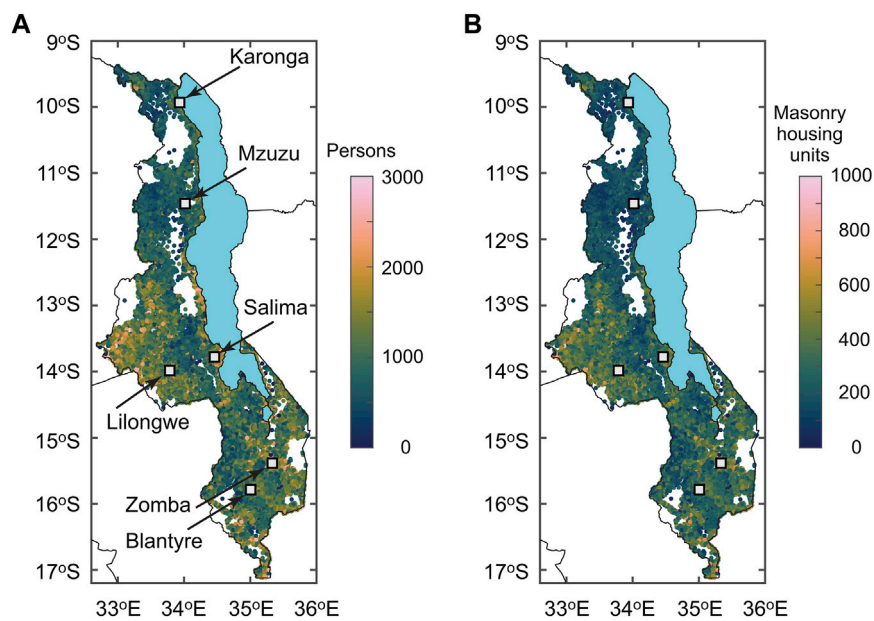 A
B
9°S
10°S
11°S
12°S
13°S
14°S
15°S
16°S
17°S
33°E 34°E 35°E 36°E
Karonga
Mzuzu
Salima
Lilongwe
Zomba
Blantyre
Persons
3000
2000
1000
0
9°S
10°S
11°S
12°S
13°S
14°S
15°S
16°S
17°S
33°E 34°E 35°E 36°E
Masonry
housing
units
1000
800
600
400
200
0